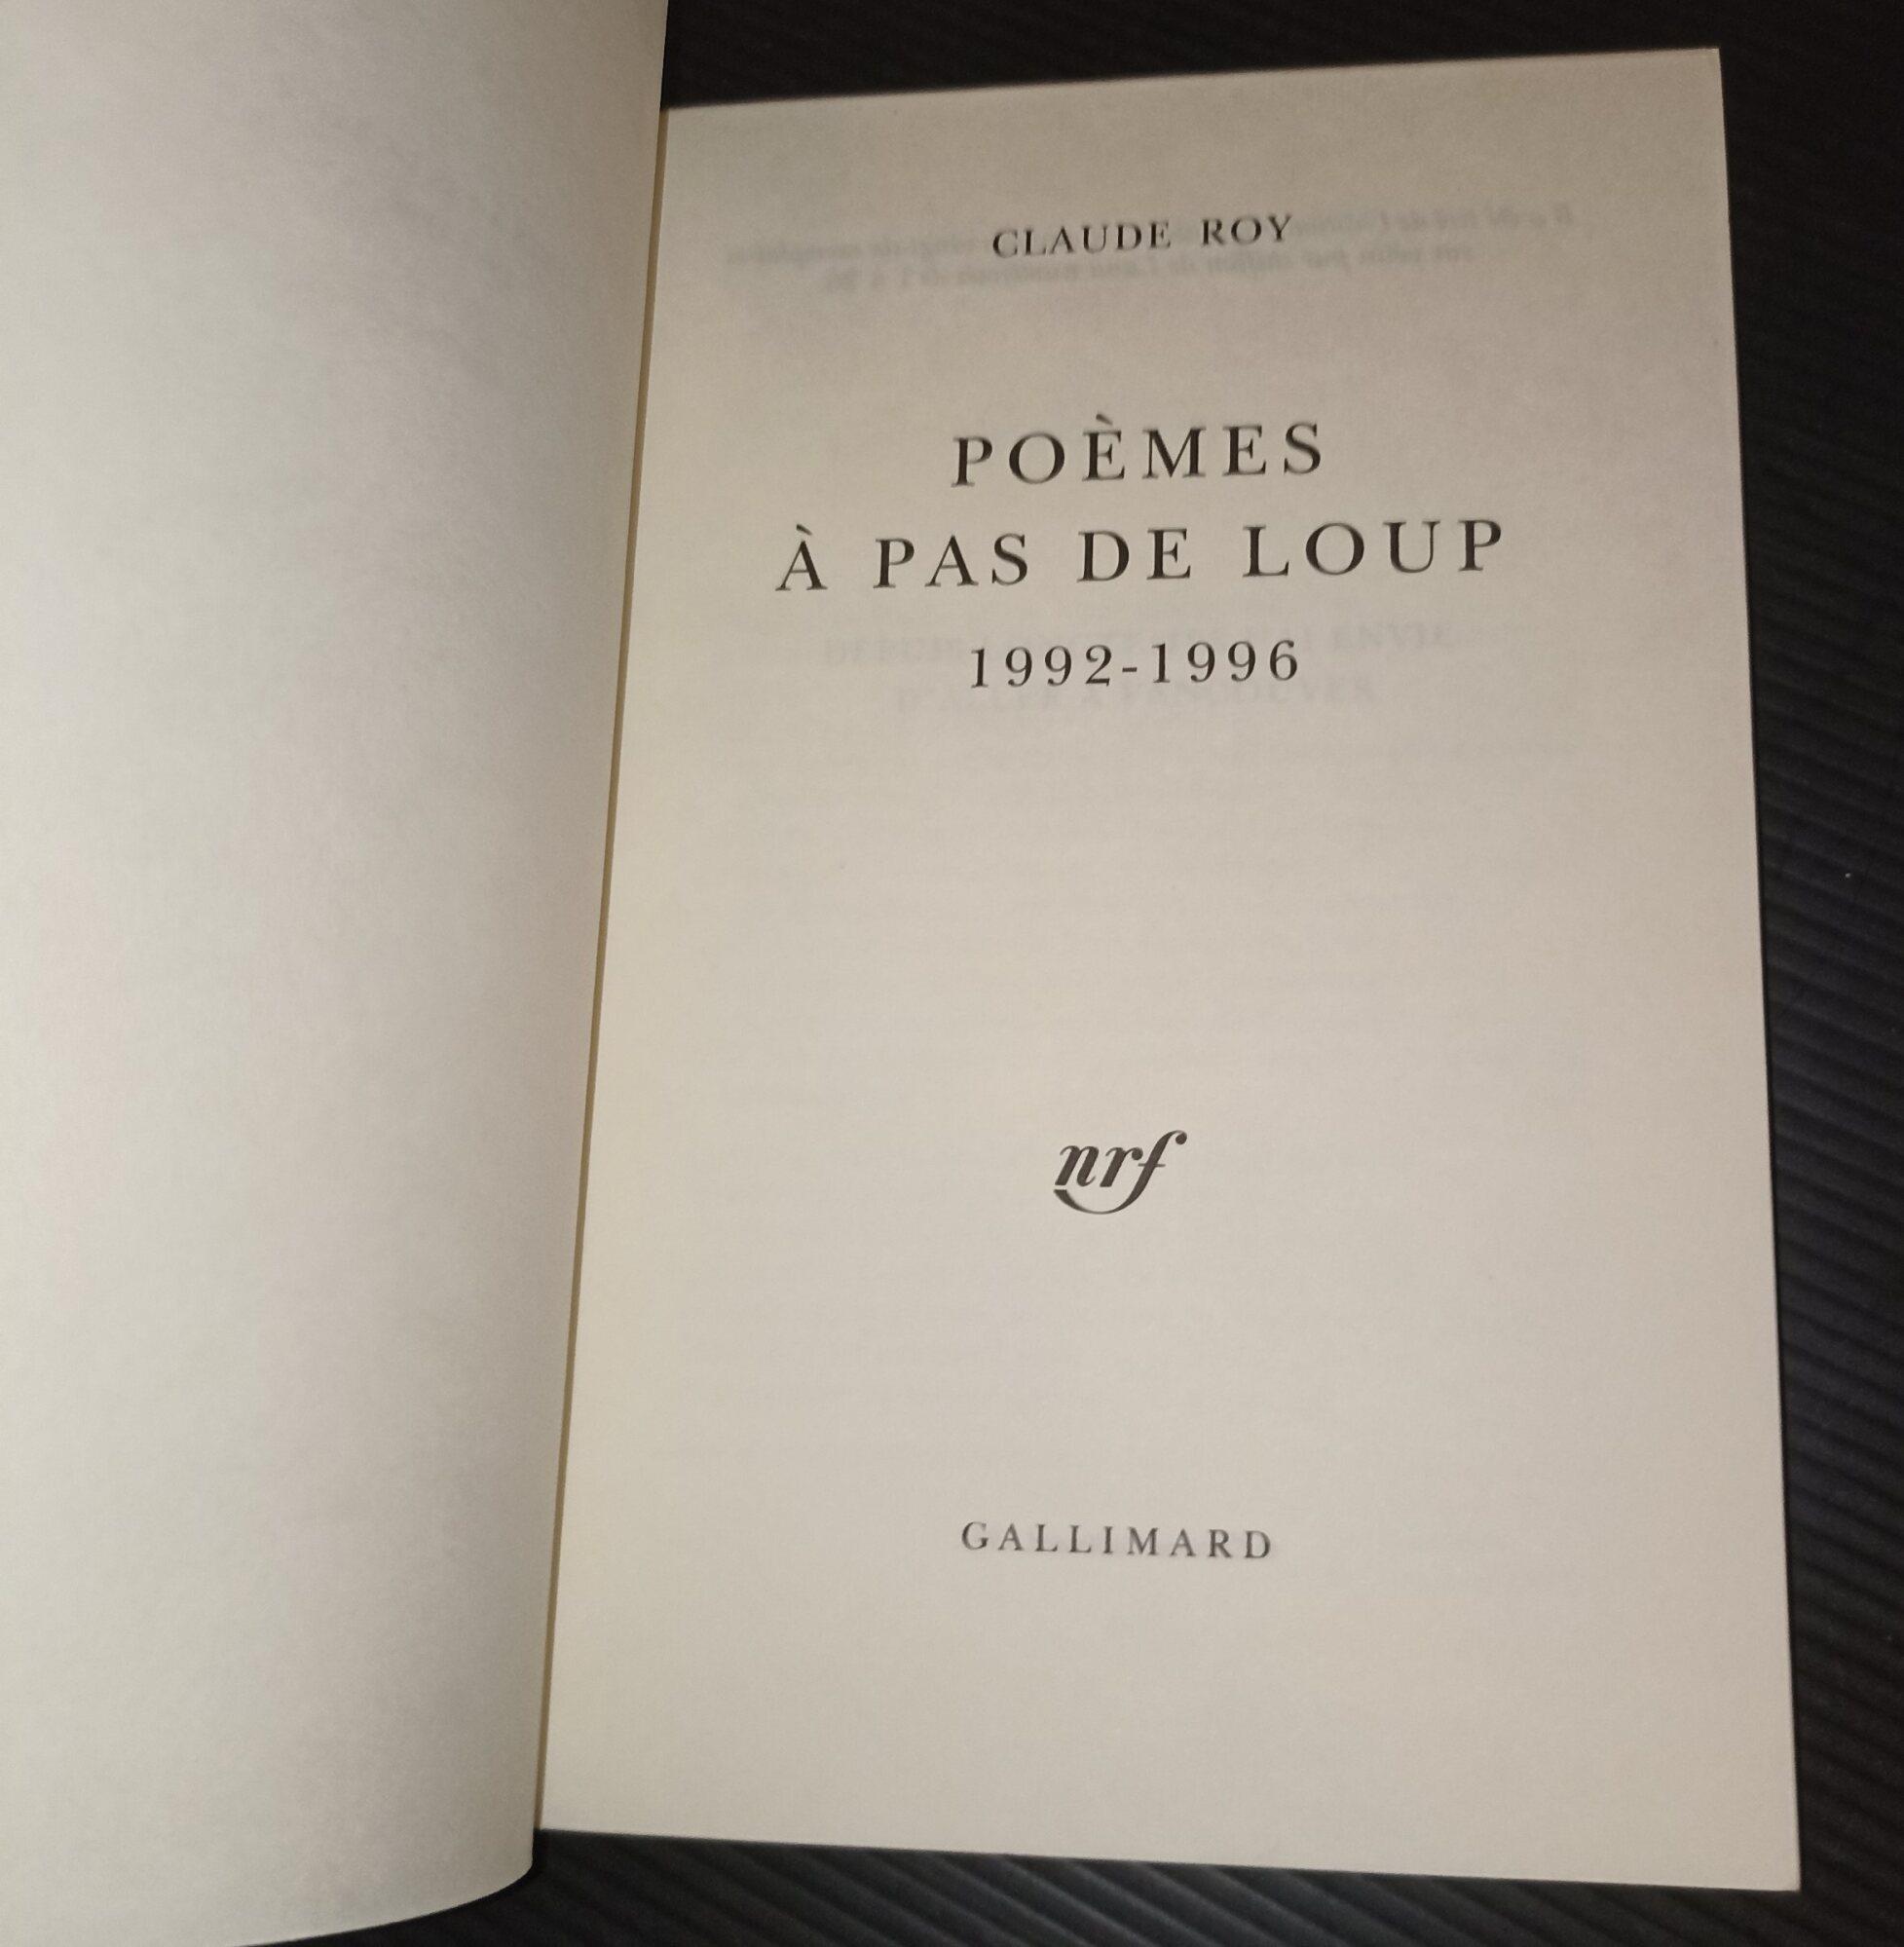 CLAUDE ROY
POÈMES
À PAS DE LOUP
1992-1996
nrf
GALLIMARD